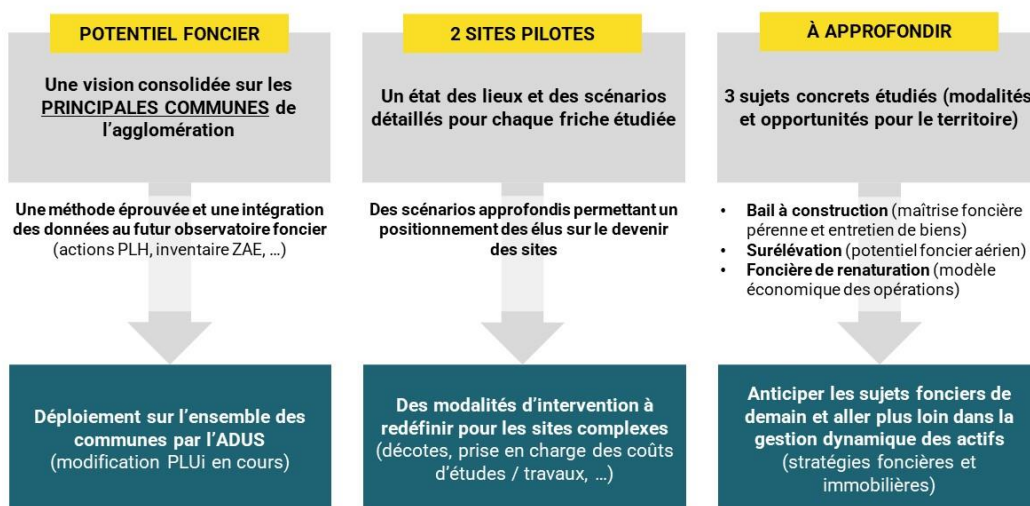 POTENTIEL FONCIER
Une vision consolidée sur les
PRINCIPALES COMMUNES de
l'agglomération
Une méthode éprouvée et une intégration
des données au futur observatoire foncier
(actions PLH, inventaire ZAE, ...)
Déploiement sur l'ensemble des
communes par l'ADUS
(modification PLUi en cours)
2 SITES PILOTES
Un état des lieux et des scénarios
détaillés pour chaque friche étudiée
Des scénarios approfondis permettant un
positionnement des élus sur le devenir
des sites
Des modalités d'intervention à
redéfinir pour les sites complexes
(décotes, prise en charge des coûts
d'études / travaux, ...)
À APPROFONDIR
3 sujets concrets étudiés (modalités
et opportunités pour le territoire)
• Bail à construction (maîtrise foncière
pérenne et entretien de biens)
• Surélévation (potentiel foncier aérien)
• Foncière de renaturation (modèle
économique des opérations)
Anticiper les sujets fonciers de
demain et aller plus loin dans la
gestion dynamique des actifs
(stratégies foncières et
immobilières)